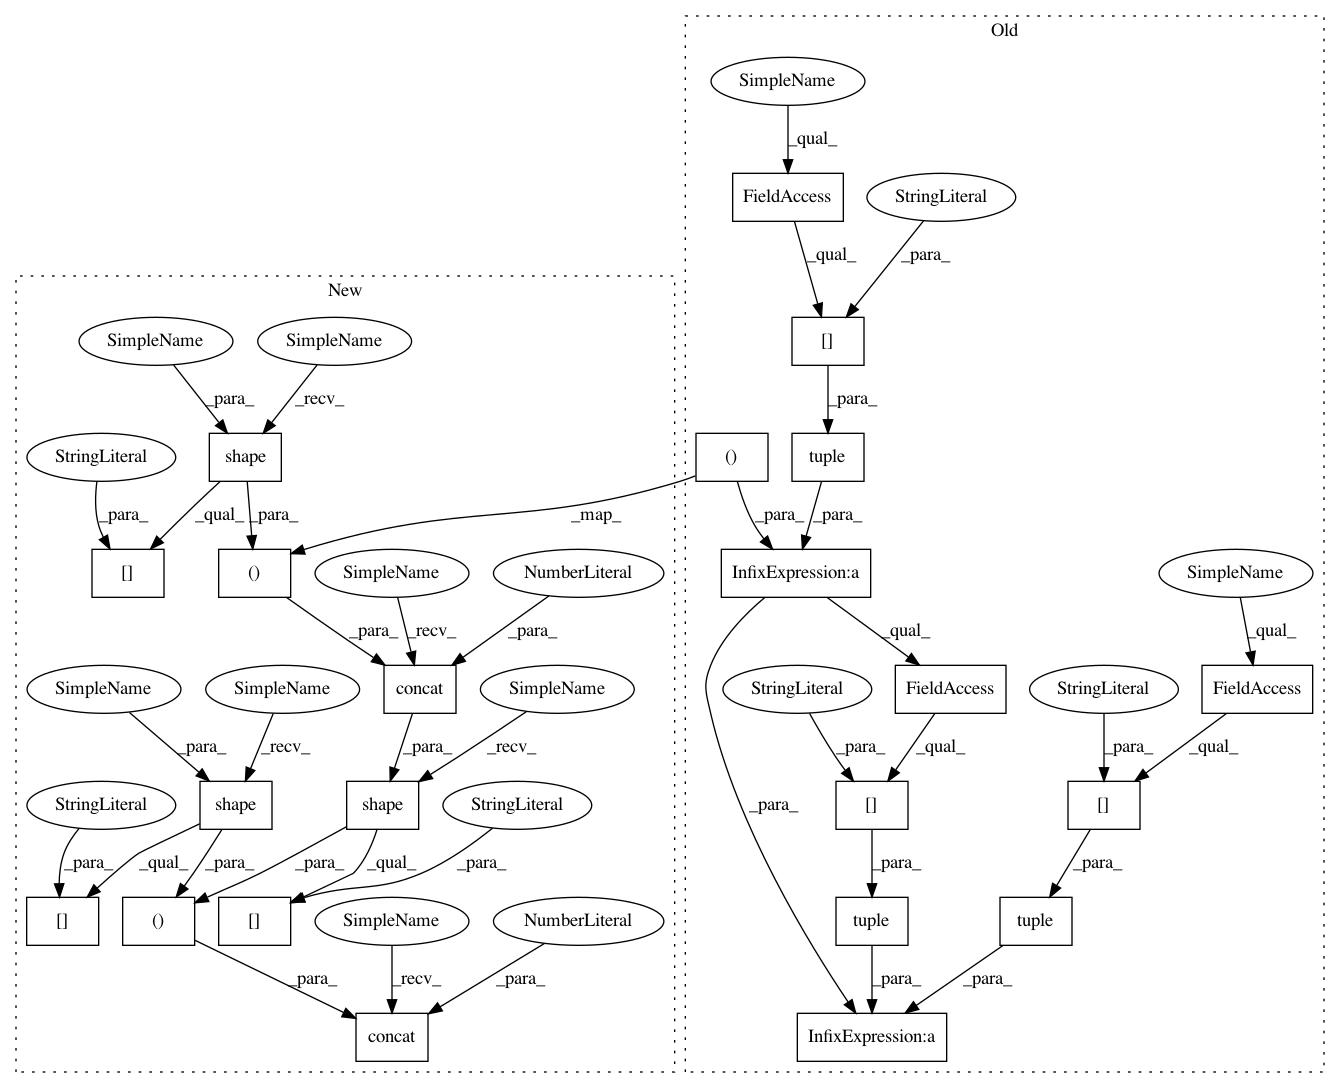 Old
SimpleName
_qual_
FieldAccess
StringLiteral
_qual_
_para_
New
SimpleName
SimpleName
[]
_para_
_recv_
_para_
StringLiteral
shape
()
tuple
_para_
_qual_
_para_
_map_
_para_
_para_
[]
()
SimpleName
NumberLiteral
InfixExpression:a
SimpleName
_para_
_recv_
_para_
_qual_
_qual_
SimpleName
SimpleName
concat
SimpleName
StringLiteral
FieldAccess
StringLiteral
FieldAccess
_para_
_recv_
_para_
_recv_
_para_
_qual_
_para_
_qual_
StringLiteral
shape
shape
StringLiteral
_para_
[]
[]
_para_
_qual_
_para_
_para_
_qual_
_para_
_para_
_para_
[]
()
[]
SimpleName
NumberLiteral
tuple
tuple
_para_
_recv_
_para_
_para_
_para_
concat
InfixExpression:a